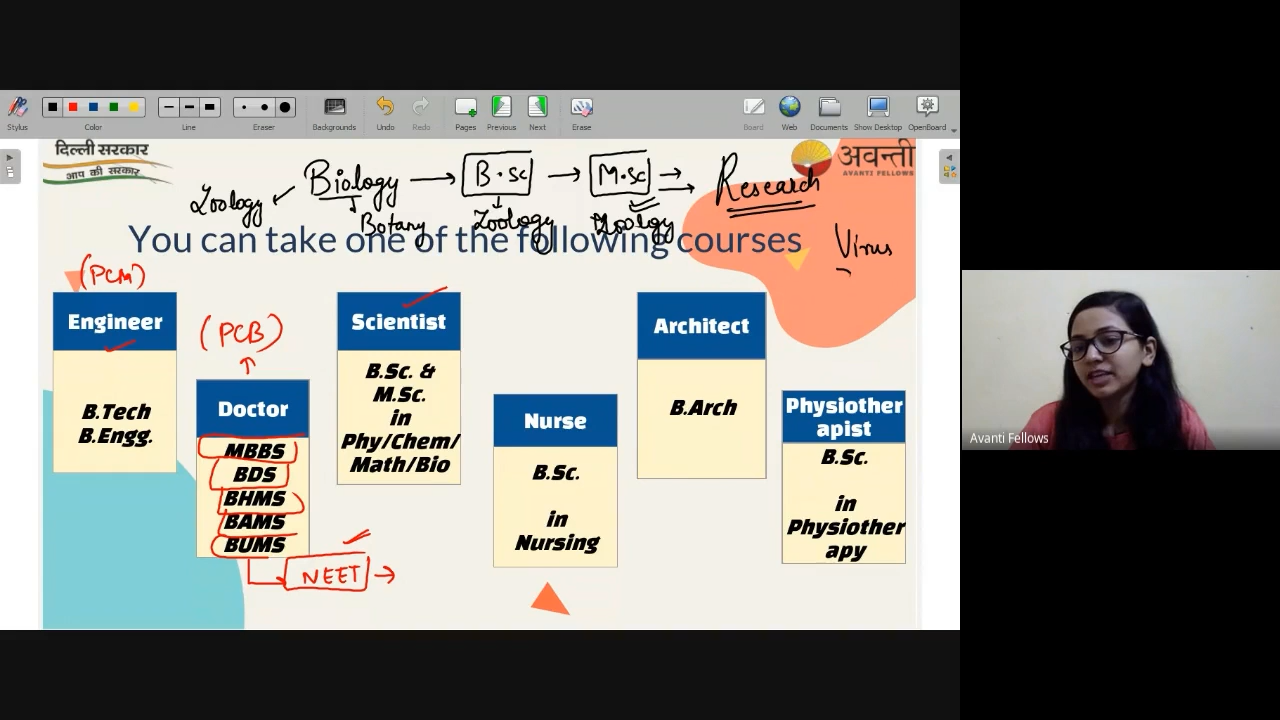 Stylus
Color
Line
Eraser
Backgrounds
Undo
Redo
Pages
Previous
Next
Erase
Board
Web
Documents
Show Desktop
OpenBoard
दिल्ली सरकार
आप की सरकार
अवन्ती
AVANTI FELLOWS
Biology
B.sc
M.sc
Research
Zoology
Botany
Zoology
Zoology
Virus
You can take one of the following courses
(PCM)
Engineer
B.Tech
B.Engg.
(PCB)
Doctor
MBBS
BDS
BHMS
BAMS
BUMS
NEET
Scientist
B.Sc. &
M.Sc.
in
Phy/Chem/
Math/Bio
Nurse
B.Sc.
in
Nursing
Architect
B.Arch
Physiother
apist
B.Sc.
in
Physiother
apy
Avanti Fellows